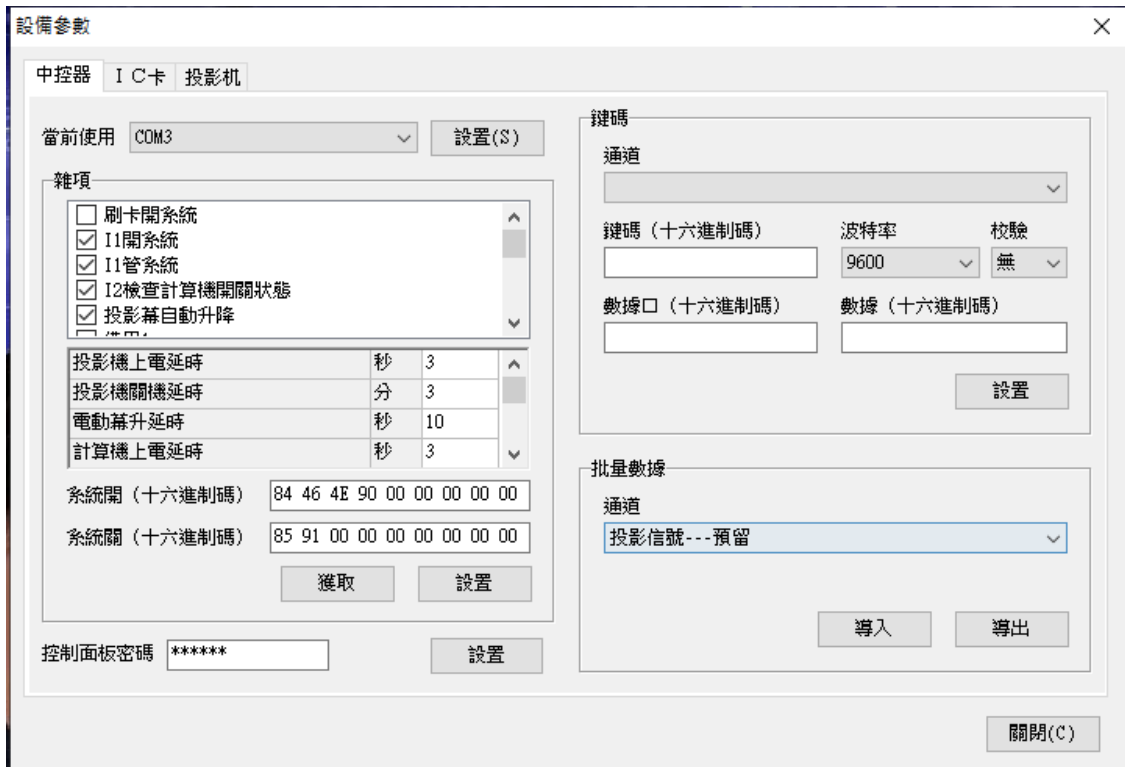 設備參數
中控器 ＩＣ卡 投影机
當前使用 COM3 設置(S)
雜項
刷卡開系統
I1開系統
I1管系統
I2檢查計算機開關狀態
投影幕自動升降
投影機上電延時 秒 3
投影機關機延時 分 3
電動幕升延時 秒 10
計算機上電延時 秒 3
系統開（十六進制碼） 84 46 4E 90 00 00 00 00 00
系統關（十六進制碼） 85 91 00 00 00 00 00 00 00
獲取 設置
控制面板密碼 ****** 設置
鍵碼
通道
鍵碼（十六進制碼） 波特率 校驗
9600 無
數據口（十六進制碼） 數據（十六進制碼）
設置
批量數據
通道
投影信號---預留
導入 導出
關閉(C)